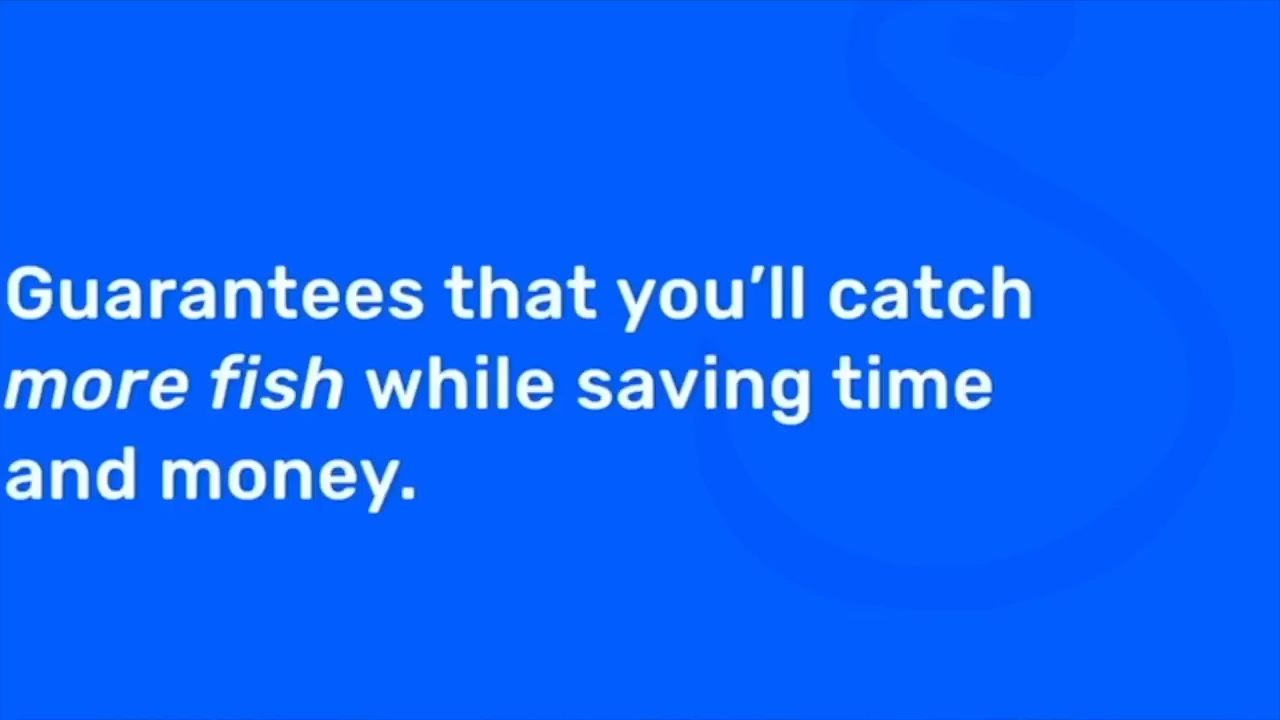 Guarantees that you’ll catch
more fish while saving time
and money.